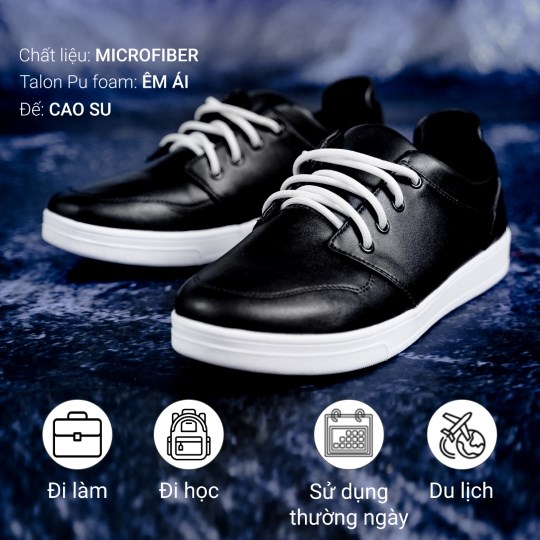 Chất liệu: MICROFIBER
Talon Pu foam: ÊM ÁI
Đế: CAO SU
Đi làm
Đi học
Sử dụng
thường ngày
Du lịch